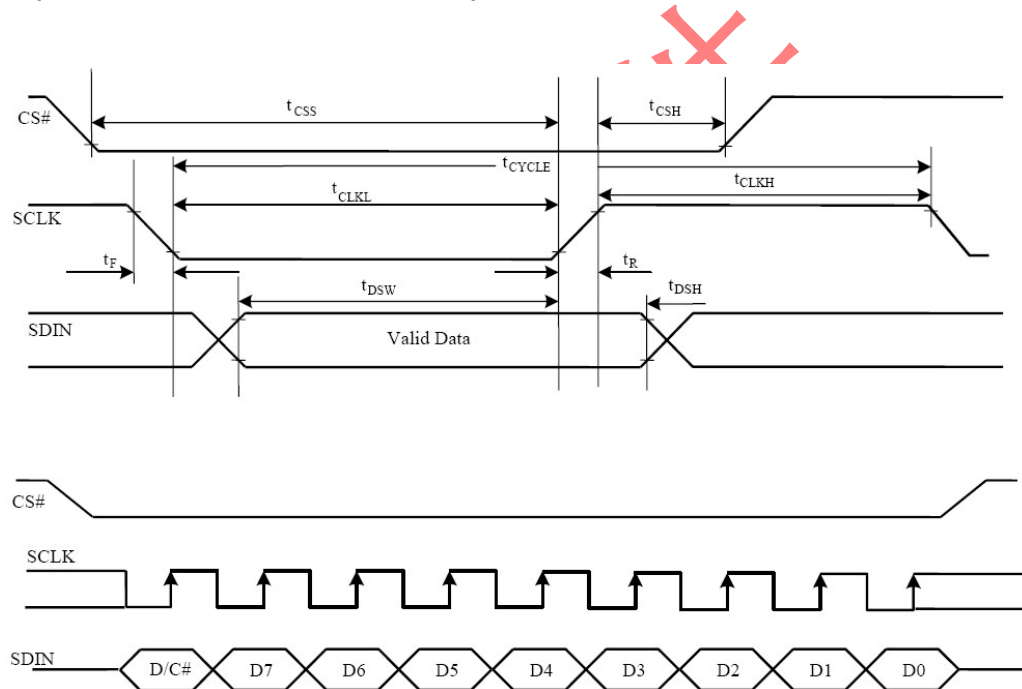 CS#
tCSS
tCSH
tCYCLE
tCLKL
tCLKH
SCLK
tF
tR
tDSW
tDSH
SDIN
Valid Data
CS#
SCLK
SDIN
D/C# D7 D6 D5 D4 D3 D2 D1 D0